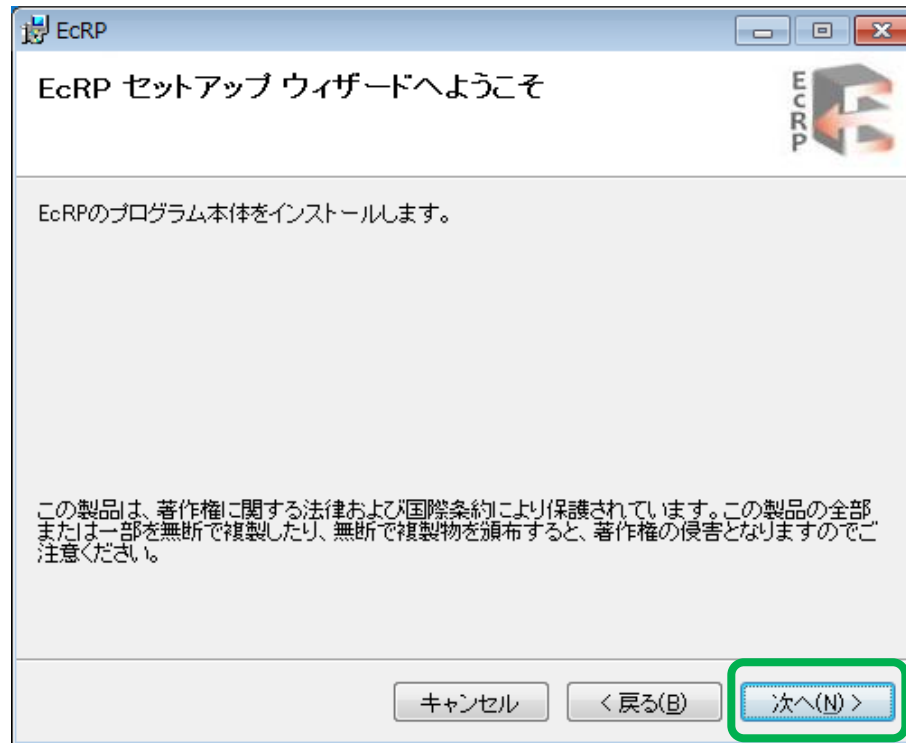 EcRP
EcRP セットアップ ウィザードへようこそ
EcRP
EcRPのプログラム本体をインストールします。
この製品は、著作権に関する法律および国際条約により保護されています。この製品の全部
または一部を無断で複製したり、無断で複製物を頒布すると、著作権の侵害となりますのでご
注意ください。
キャンセル
< 戻る(B)
次へ(N) >